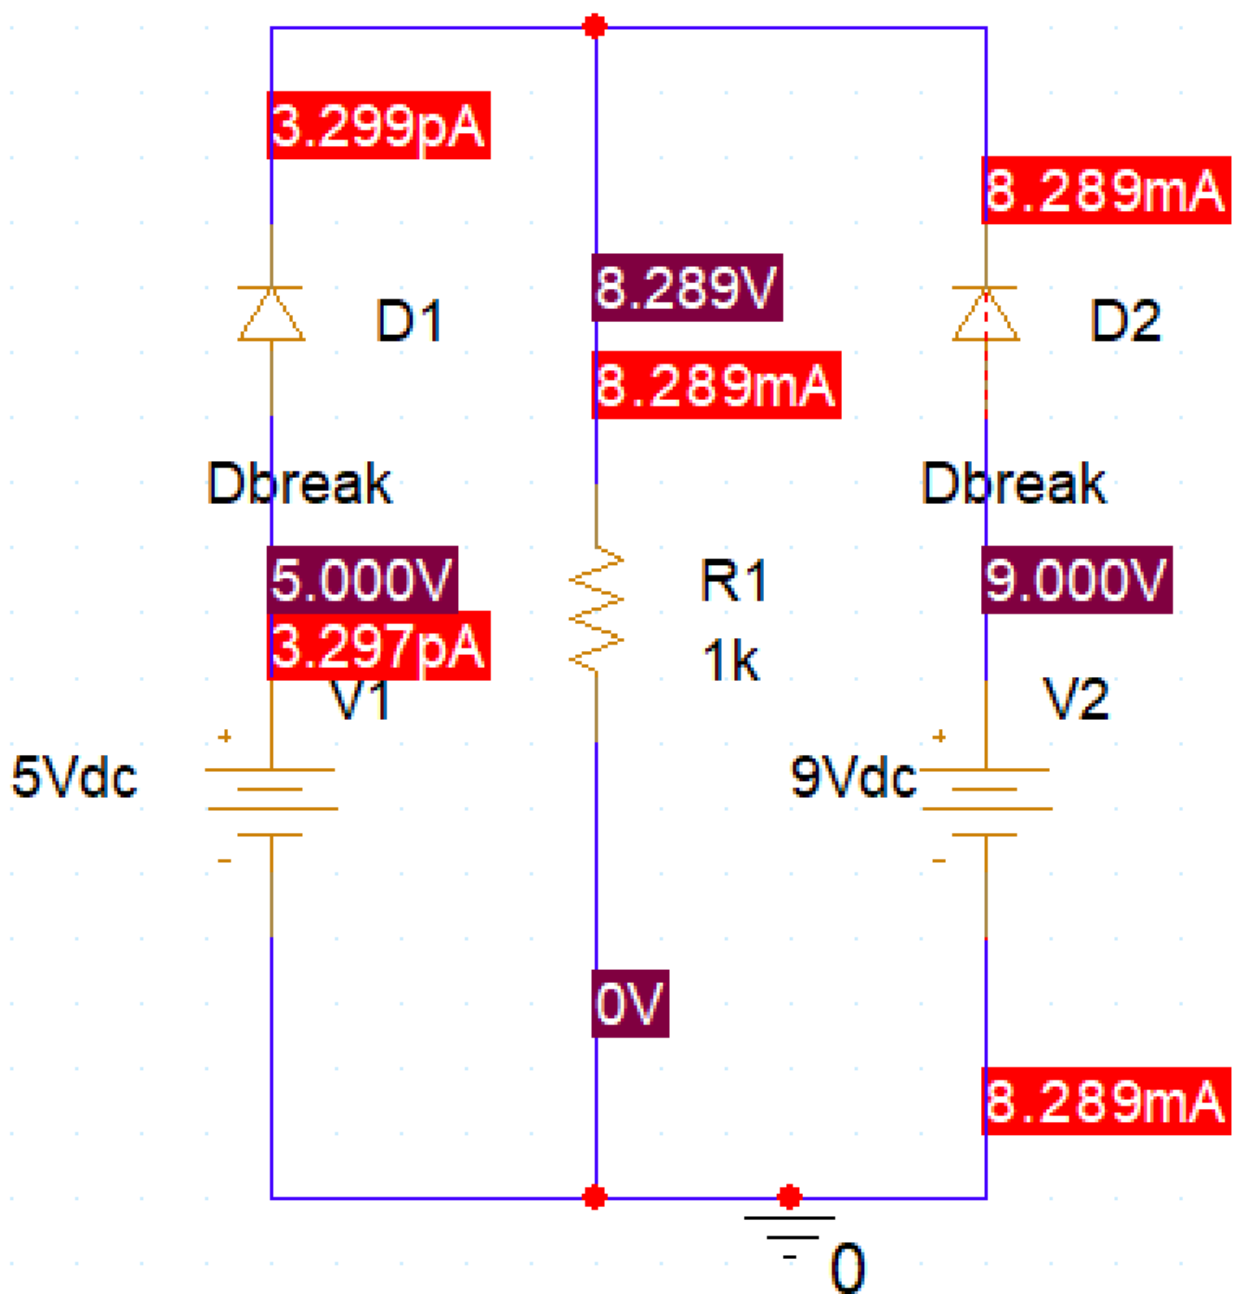 3.299pA
8.289mA
8.289V
D1
D2
8.289mA
Dbreak
Dbreak
5.000V
R1
9.000V
3.297pA
1k
V1
V2
+
+
5Vdc
9Vdc
-
-
0V
8.289mA
0